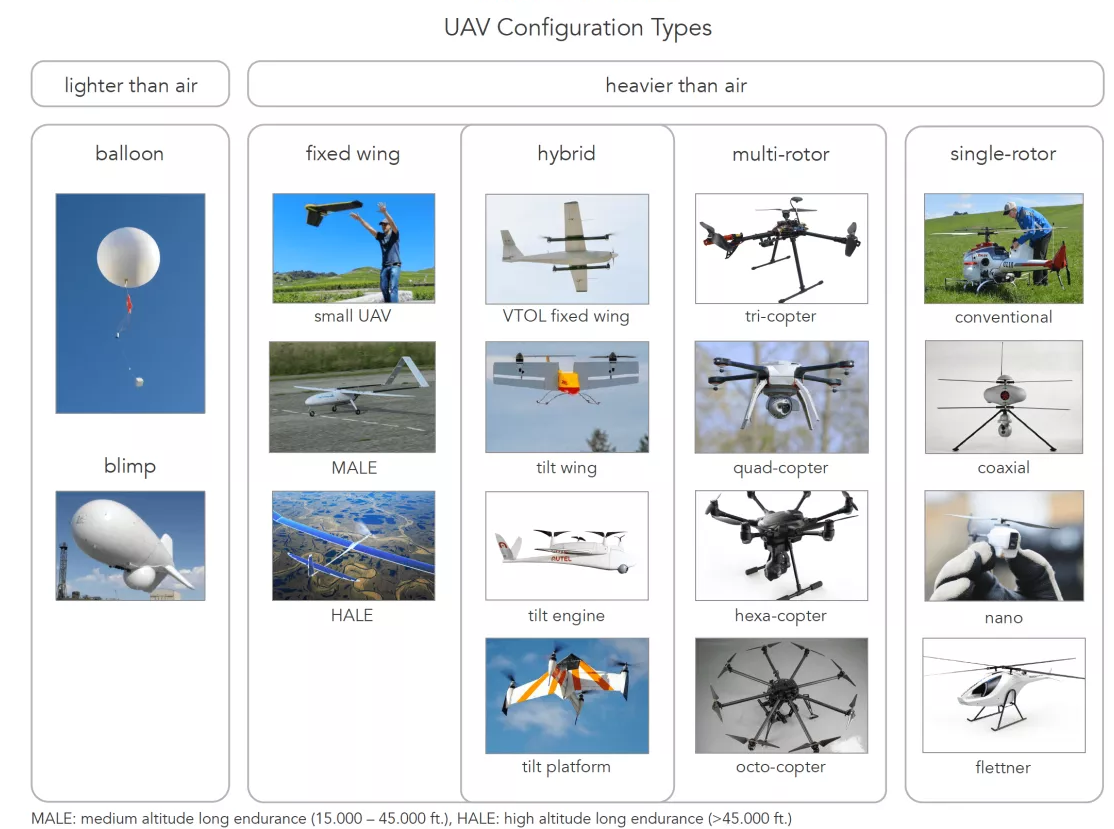 UAV Configuration Types
lighter than air
heavier than air
balloon
blimp
fixed wing
small UAV
MALE
HALE
hybrid
VTOL fixed wing
tilt wing
tilt engine
AUTEL
tilt platform
multi-rotor
tri-copter
quad-copter
hexa-copter
octo-copter
single-rotor
conventional
coaxial
nano
flettner
MALE: medium altitude long endurance (15.000 – 45.000 ft.), HALE: high altitude long endurance (>45.000 ft.)